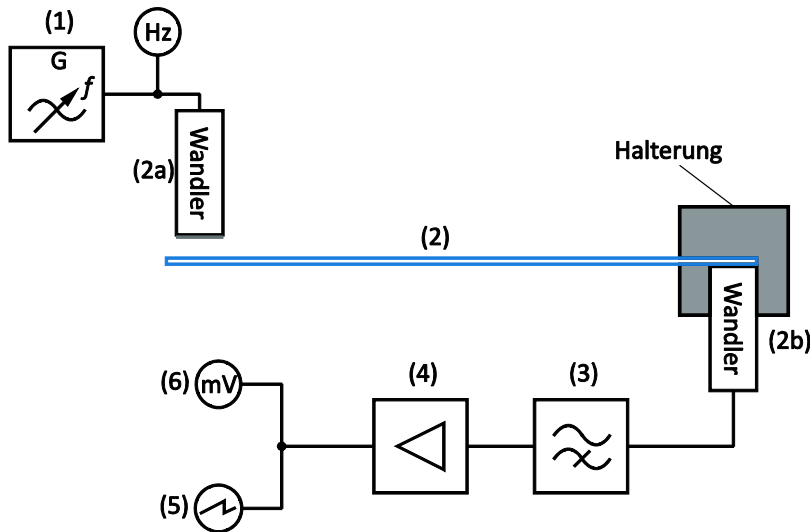 (1)
Hz
G
f
(2a)
Wandler
Halterung
(2)
Wandler
(2b)
(6)
mV
(4)
(3)
(5)